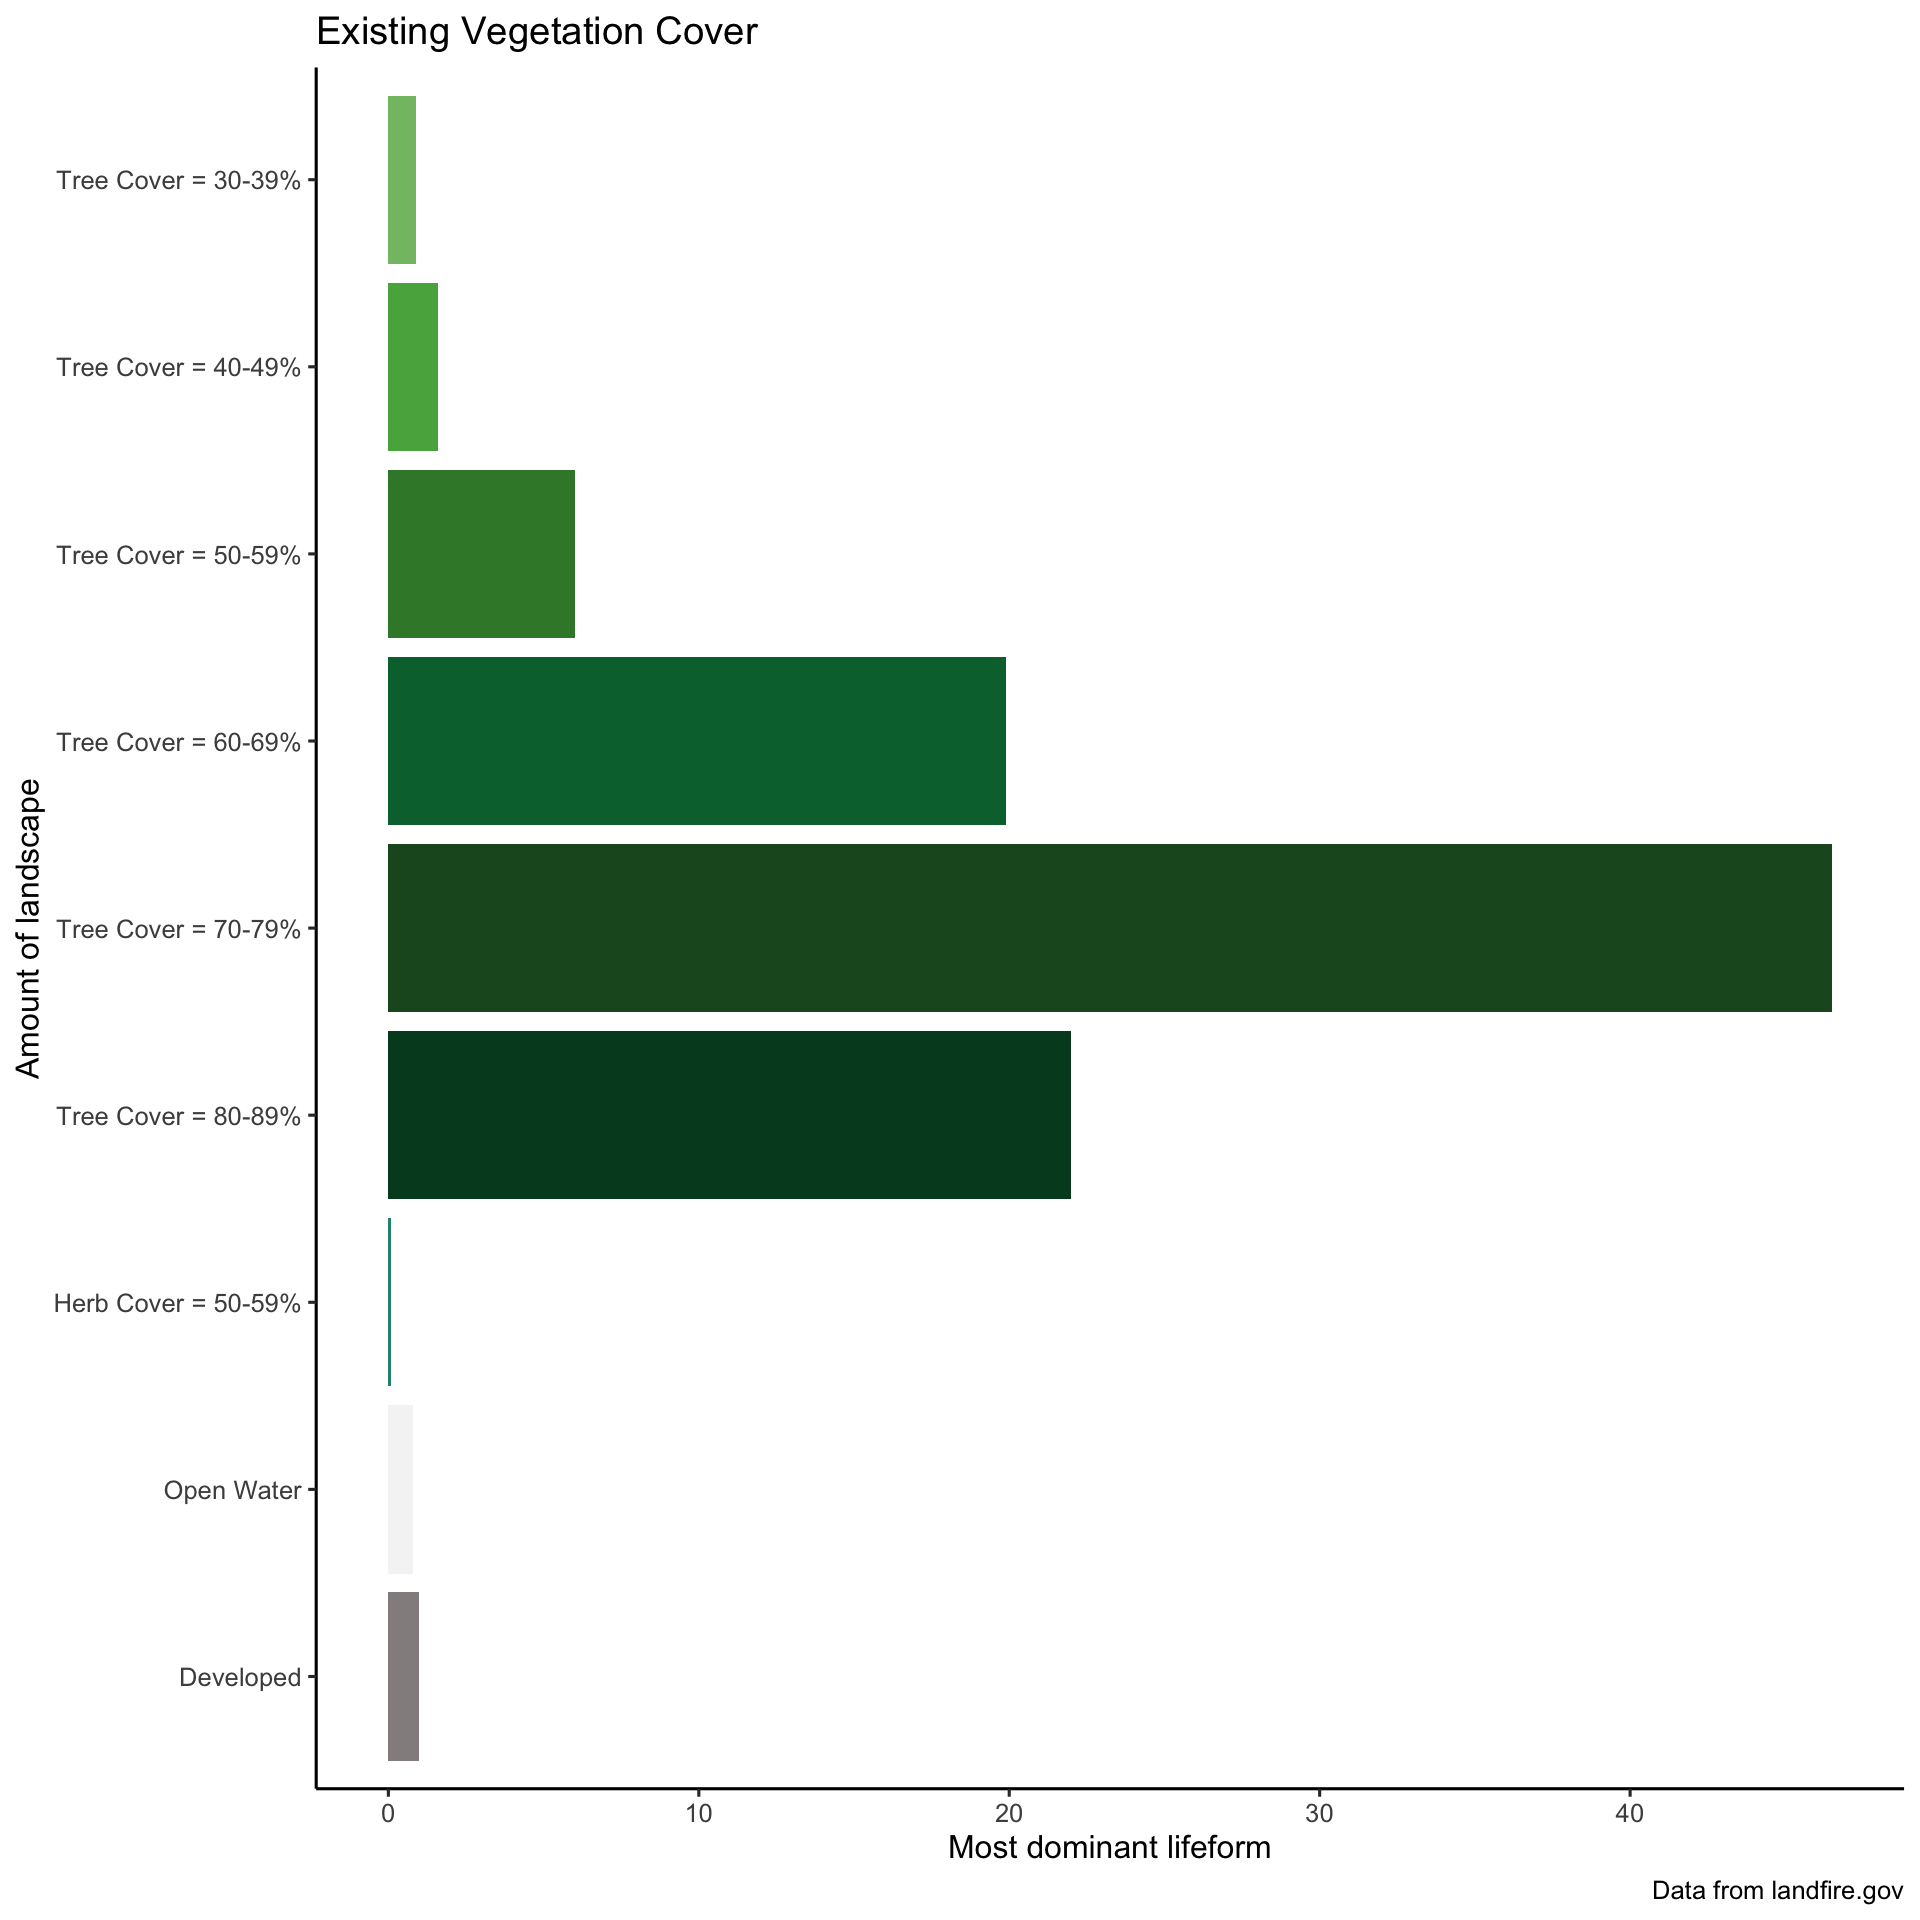 Existing Vegetation Cover
Tree Cover = 30-39%
Tree Cover = 40-49%
Tree Cover = 50-59%
Tree Cover = 60-69%
Tree Cover = 70-79%
Tree Cover = 80-89%
Herb Cover = 50-59%
Open Water
Developed
Amount of landscape
0 10 20 30 40
Most dominant lifeform
Data from landfire.gov